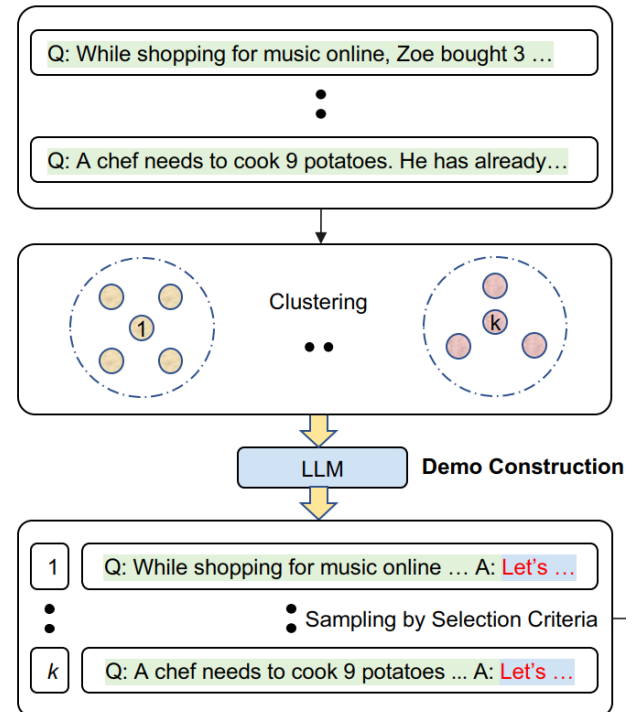 Q: While shopping for music online, Zoe bought 3 …
Q: A chef needs to cook 9 potatoes. He has already…
Clustering
1
k
LLM
Demo Construction
1
Q: While shopping for music online … A: Let's …
Sampling by Selection Criteria
k
Q: A chef needs to cook 9 potatoes ... A: Let's …